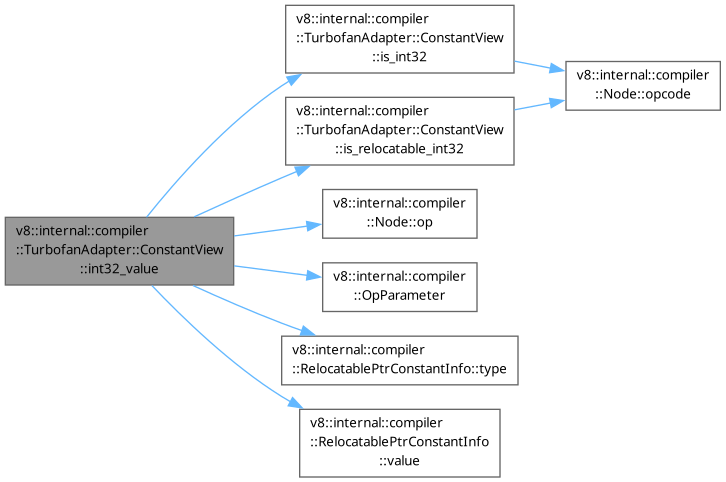 v8::internal::compiler
::TurbofanAdapter::ConstantView
::is_int32
v8::internal::compiler
::Node::opcode
v8::internal::compiler
::TurbofanAdapter::ConstantView
::is_relocatable_int32
v8::internal::compiler
::Node::op
v8::internal::compiler
::TurbofanAdapter::ConstantView
::int32_value
v8::internal::compiler
::OpParameter
v8::internal::compiler
::RelocatablePtrConstantInfo::type
v8::internal::compiler
::RelocatablePtrConstantInfo
::value